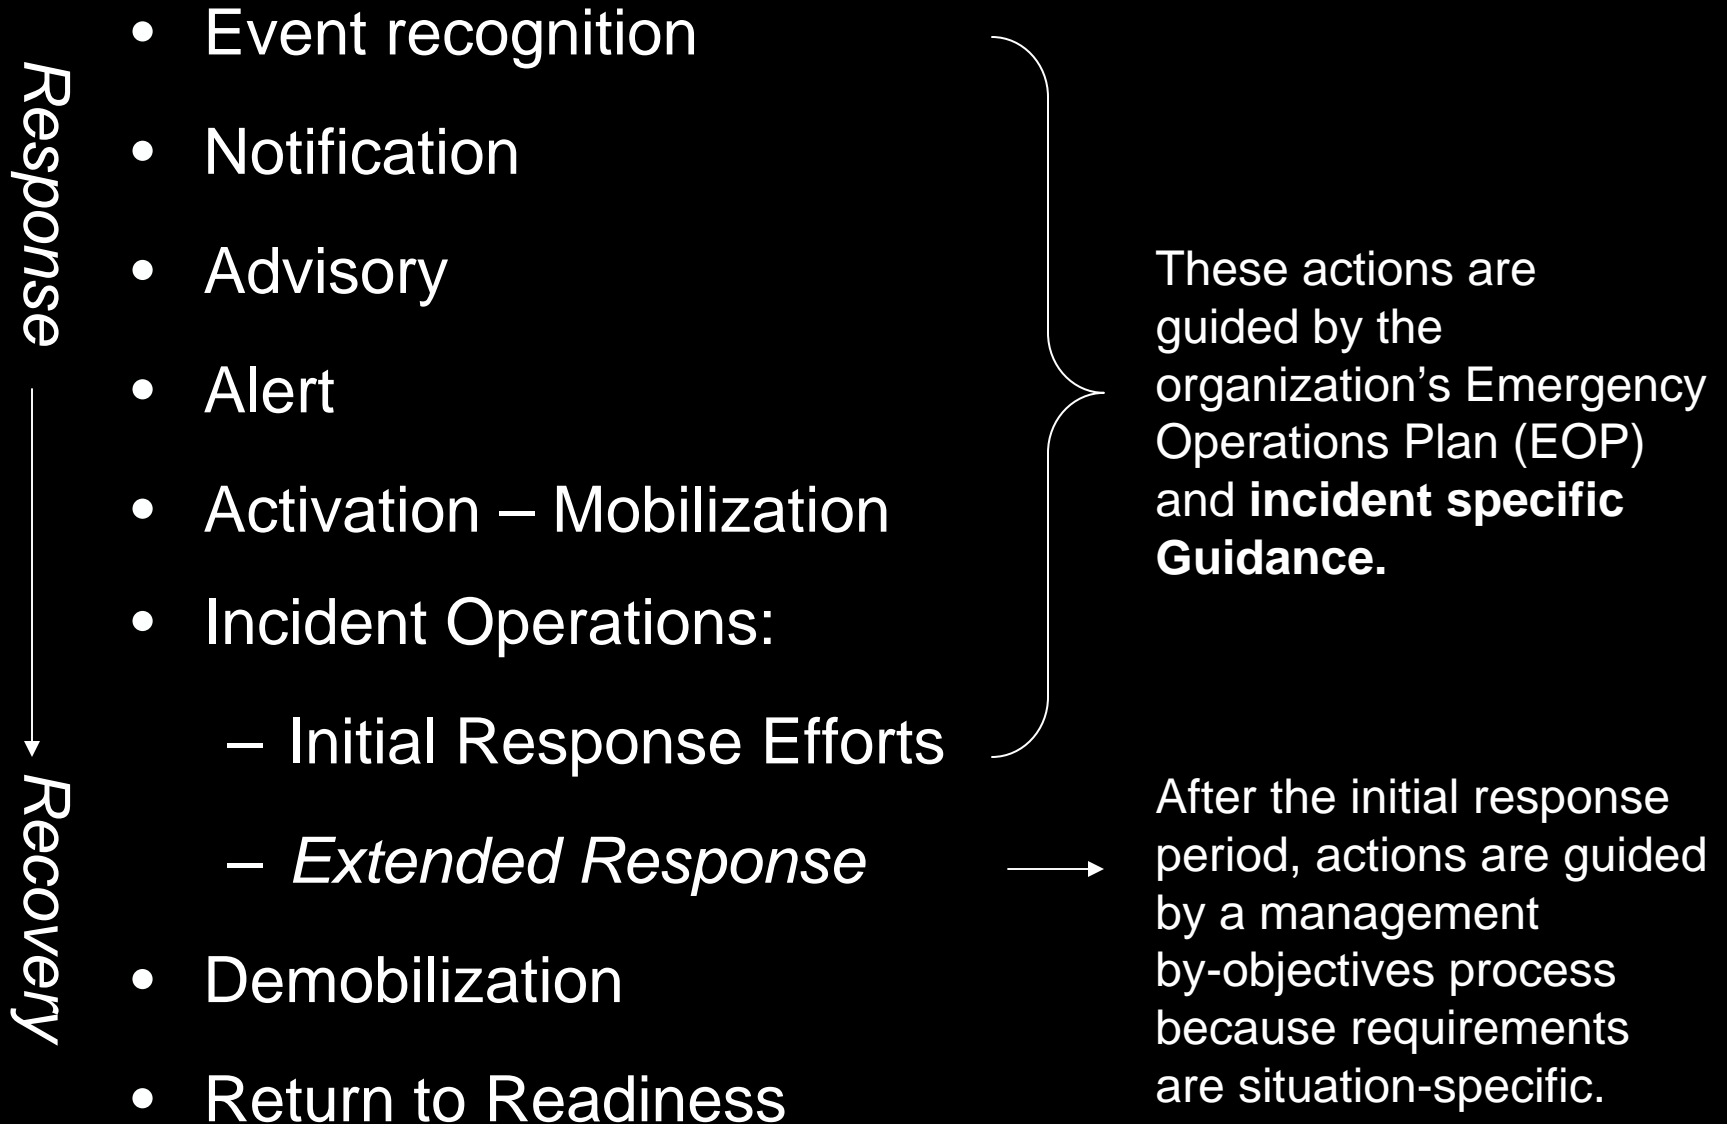 Response
Recovery
• Event recognition
• Notification
• Advisory
• Alert
• Activation – Mobilization
• Incident Operations:
– Initial Response Efforts
– Extended Response
• Demobilization
• Return to Readiness
These actions are
guided by the
organization’s Emergency
Operations Plan (EOP)
and incident specific
Guidance.
After the initial response
period, actions are guided
by a management
by-objectives process
because requirements
are situation-specific.